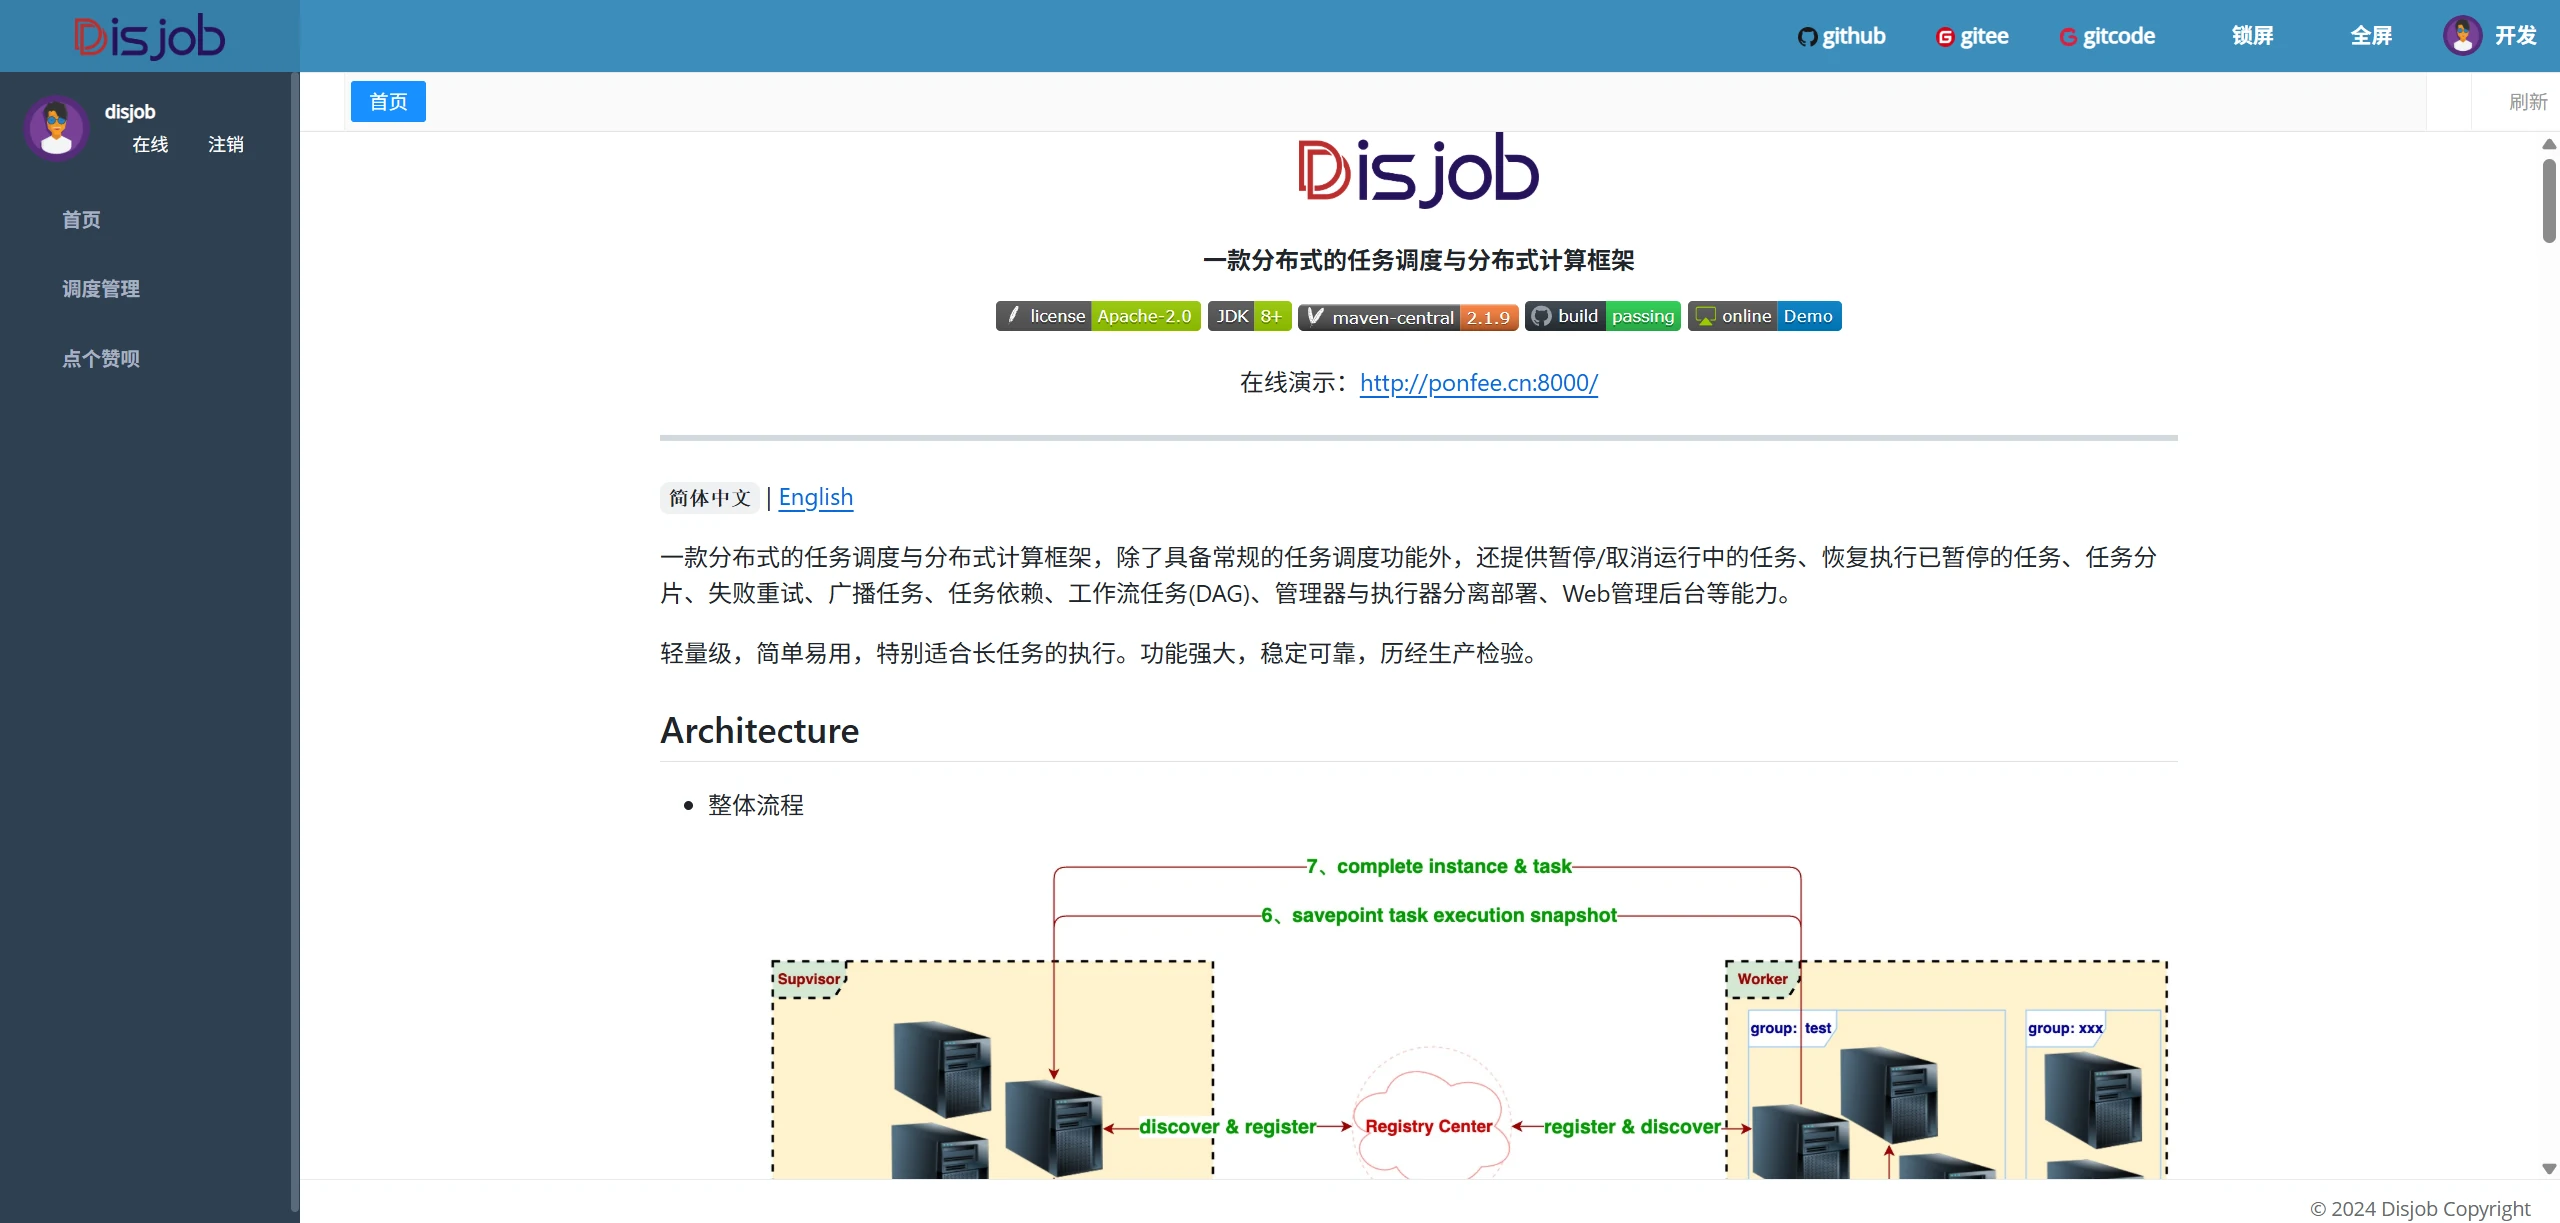 Disjob
github
gitee
gitcode
锁屏
全屏
开发
disjob
在线 注销
首页
调度管理
点个赞呗
首页
刷新
Disjob
一款分布式的任务调度与分布式计算框架
license Apache-2.0 JDK 8+ maven-central 2.1.9 build passing online Demo
在线演示：http://ponfee.cn:8000/
简体中文 | English
一款分布式的任务调度与分布式计算框架，除了具备常规的任务调度功能外，还提供暂停/取消运行中的任务、恢复执行已暂停的任务、任务分
片、失败重试、广播任务、任务依赖、工作流任务(DAG)、管理器与执行器分离部署、Web管理后台等能力。
轻量级，简单易用，特别适合长任务的执行。功能强大，稳定可靠，历经生产检验。
Architecture
整体流程
7、complete instance & task
6、savepoint task execution snapshot
Supvisor
Worker
group: test
group: xxx
discover & register
Registry Center
register & discover
© 2024 Disjob Copyright